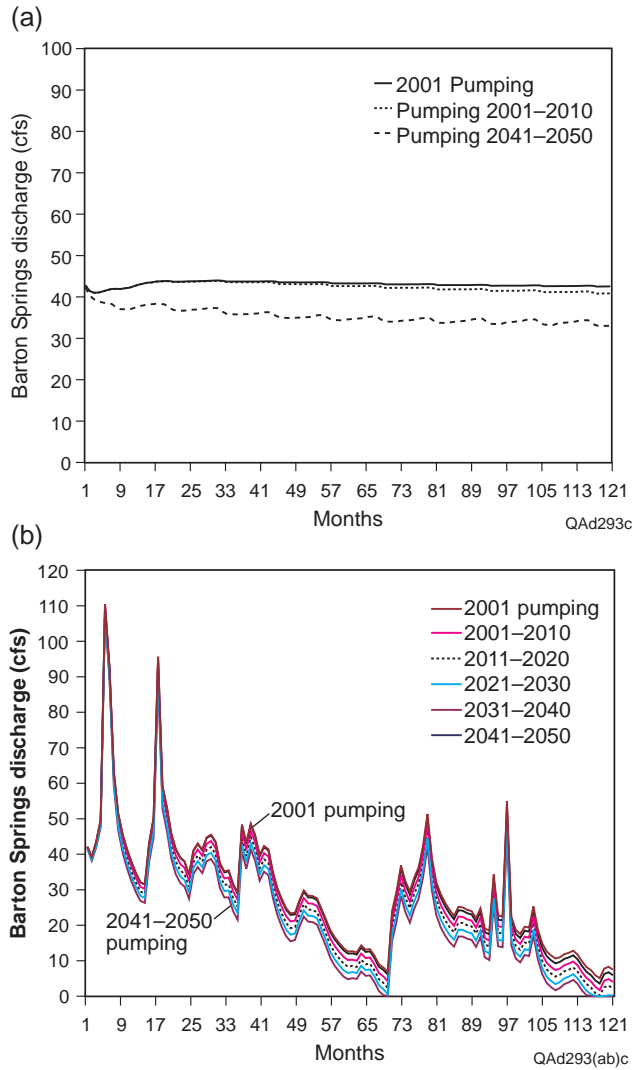 (a)
100
90
80
70
60
50
40
30
20
10
0
Barton Springs discharge (cfs)
2001 Pumping
Pumping 2001–2010
Pumping 2041–2050
1 9 17 25 33 41 49 57 65 73 81 89 97 105 113 121
Months
QAd293c
(b)
120
110
100
90
80
70
60
50
40
30
20
10
0
Barton Springs discharge (cfs)
2001 pumping
2001–2010
2011–2020
2021–2030
2031–2040
2041–2050
2001 pumping
2041–2050
pumping
1 9 17 25 33 41 49 57 65 73 81 89 97 105 113 121
Months
QAd293(ab)c